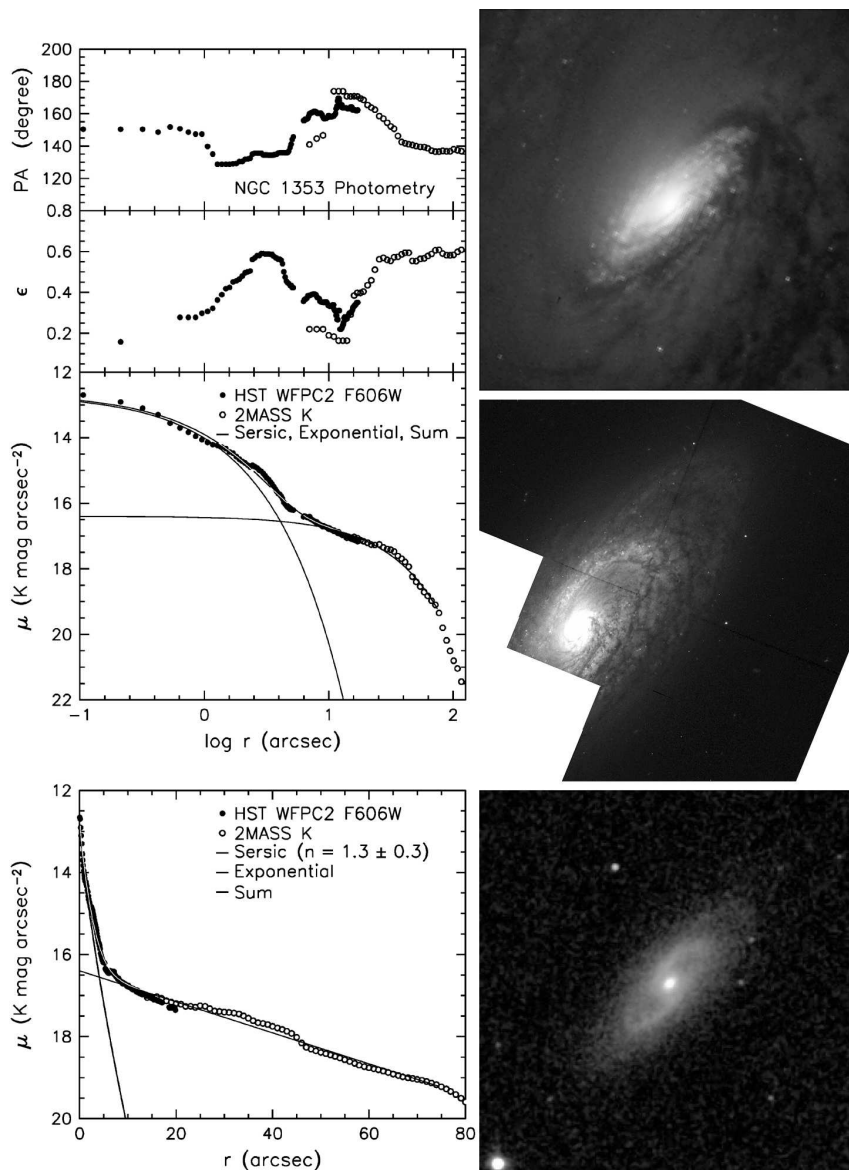 200
180
160
140
120
PA (degree)
NGC 1353 Photometry
0.8
0.6
0.4
0.2
ϵ
12
14
16
18
20
22
μ (K mag arcsec⁻²)
● HST WFPC2 F606W
○ 2MASS K
— Sersic, Exponential, Sum
−1 0 1 2
log r (arcsec)
12
14
16
18
20
μ (K mag arcsec⁻²)
● HST WFPC2 F606W
○ 2MASS K
— Sersic (n = 1.3 ± 0.3)
— Exponential
— Sum
0 20 40 60 80
r (arcsec)